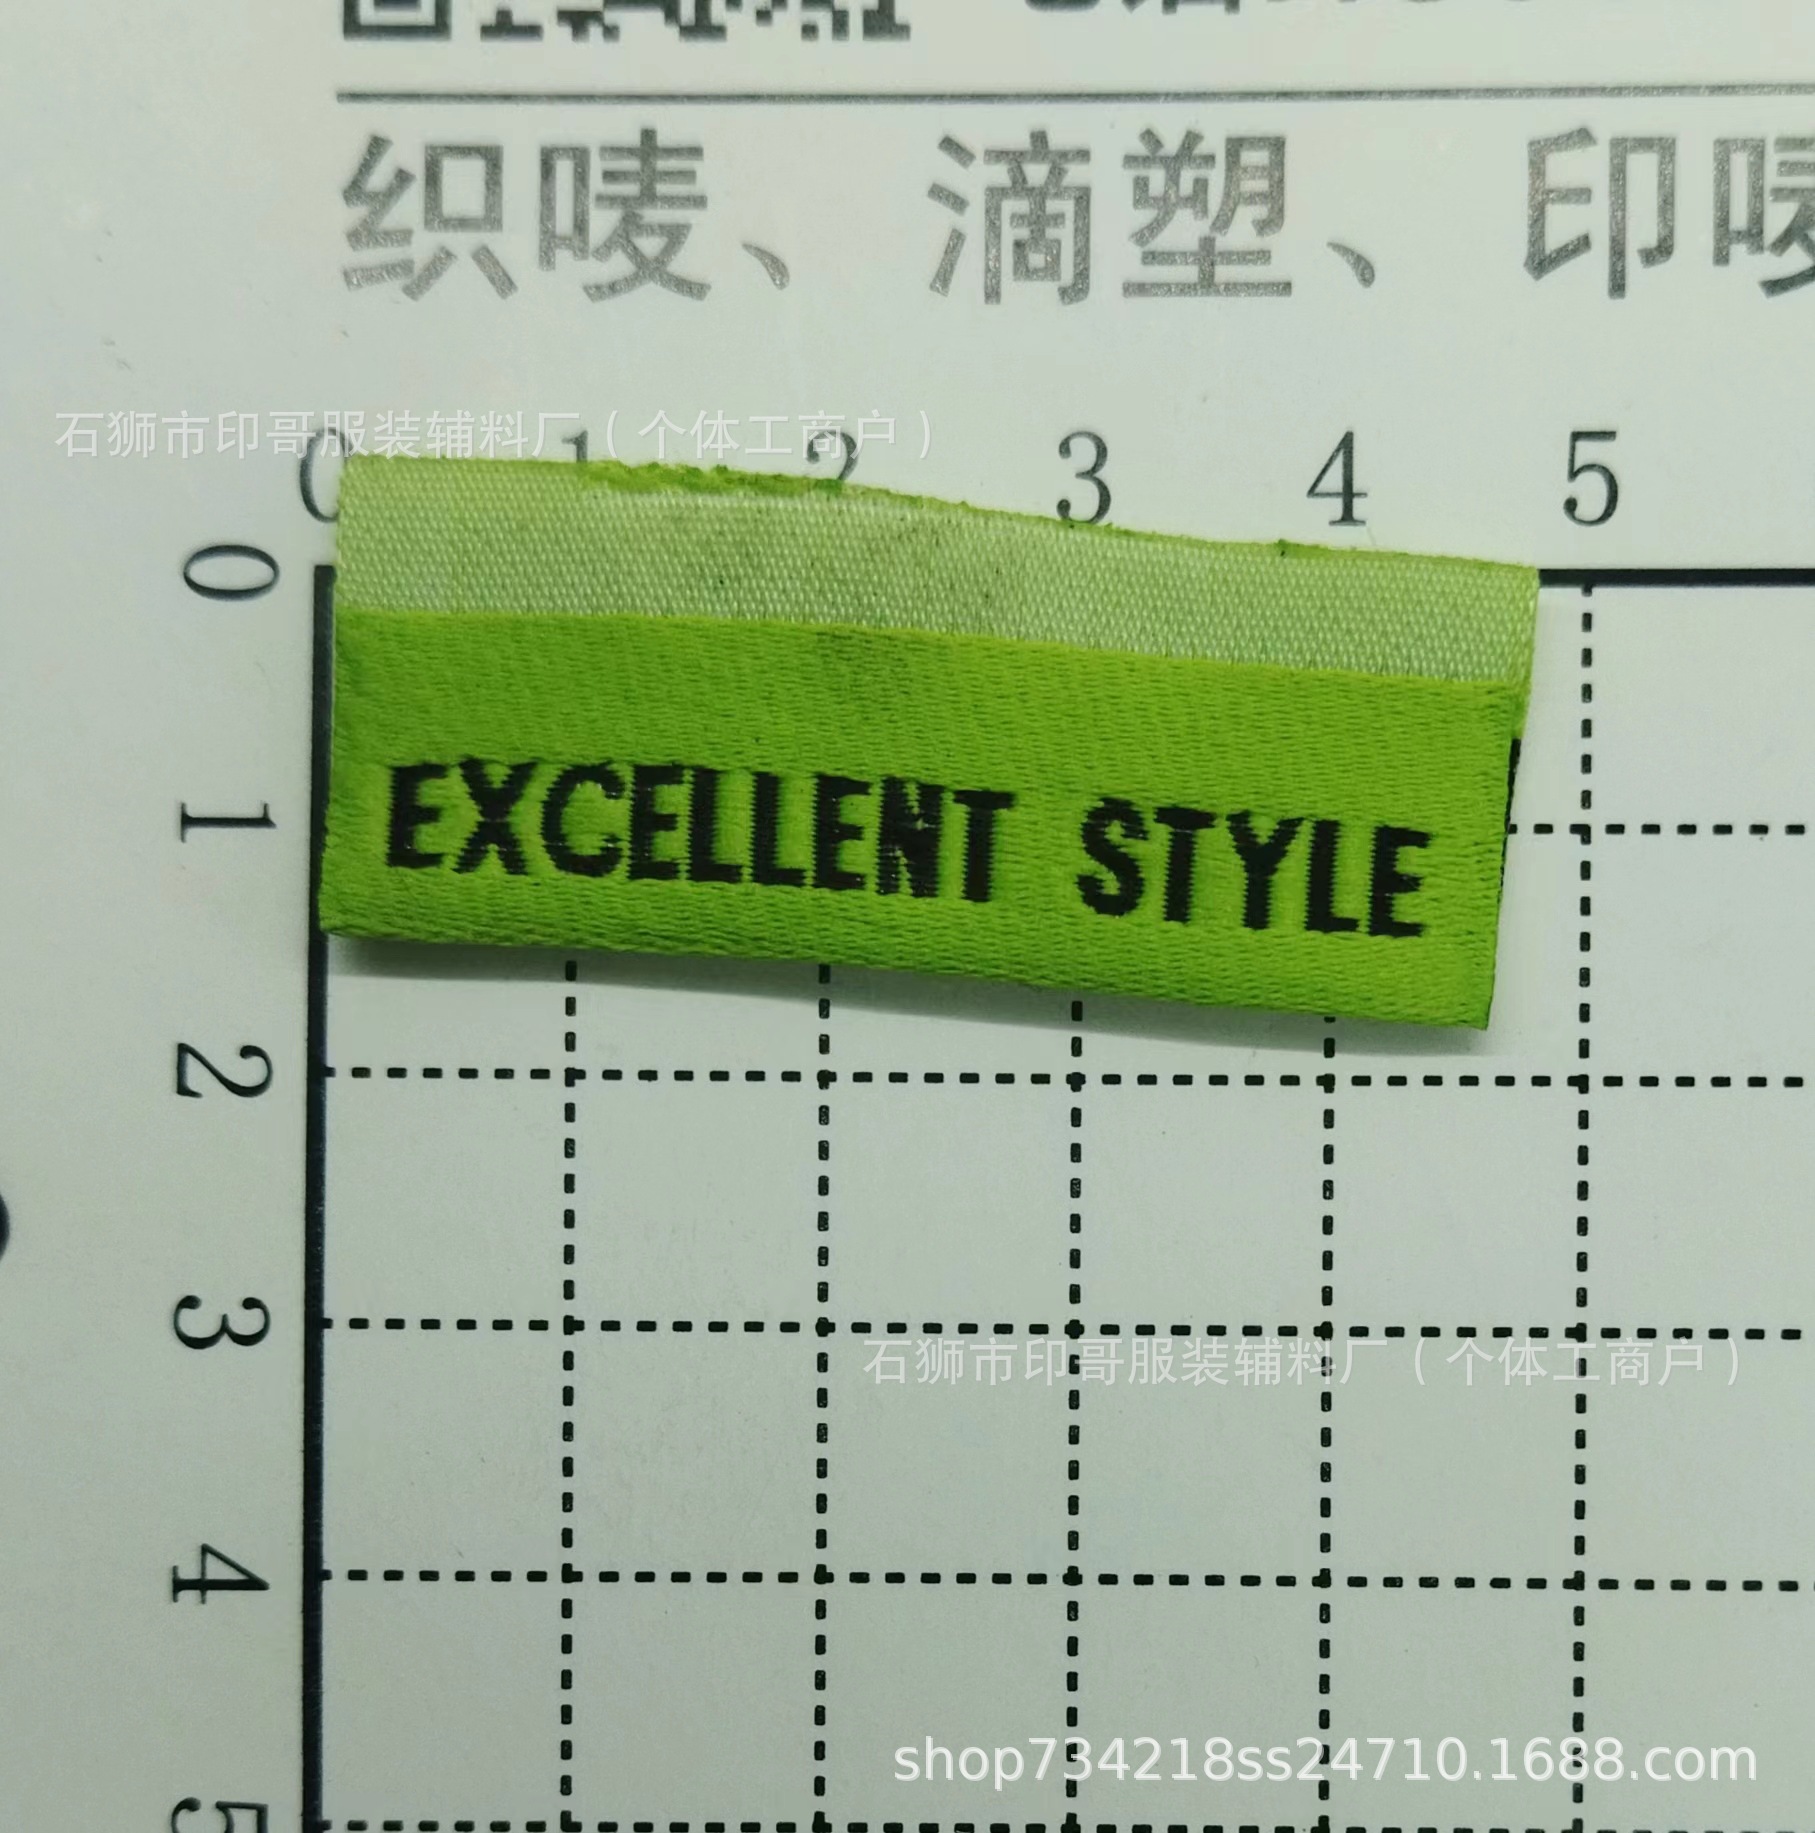 织唛、 滴塑、 印唛
石狮市印哥服装辅料厂(个体工商户)
0 1 2 3 4 5
0
EXCELLENT STYLE
1
2
3
石狮市印哥服装辅料厂(个体工商户)
4
shop734218ss24710.1688.com
5